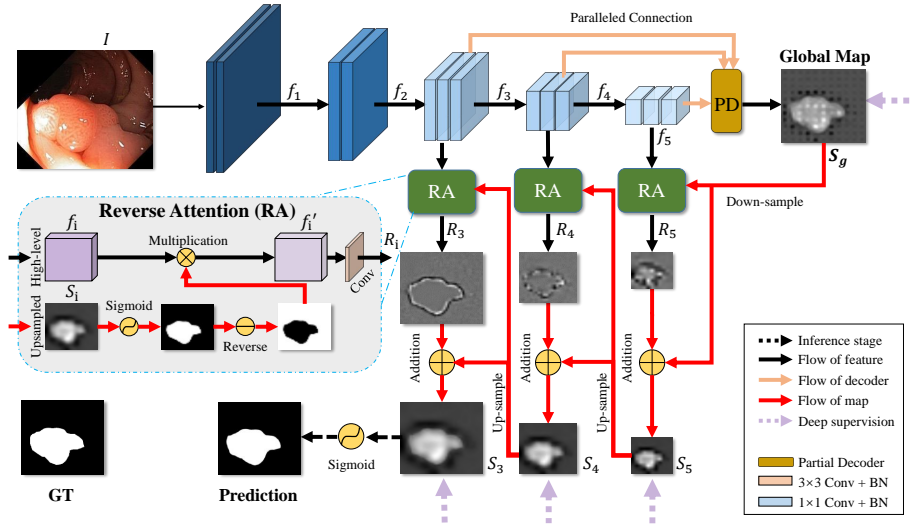 Paralleled Connection
I
Global Map
f1
f2
f3
f4
PD
f5
Sg
RA
RA
RA
Down-sample
Reverse Attention (RA)
R3
R4
R5
High-level
fi
Multiplication
fi′
Ri
Conv
Si
Upsampled
Sigmoid
Reverse
Addition
Addition
Addition
Up-sample
Up-sample
Inference stage
Flow of feature
Flow of decoder
Flow of map
Deep supervision
Partial Decoder
3×3 Conv + BN
1×1 Conv + BN
Sigmoid
S3
S4
S5
GT
Prediction